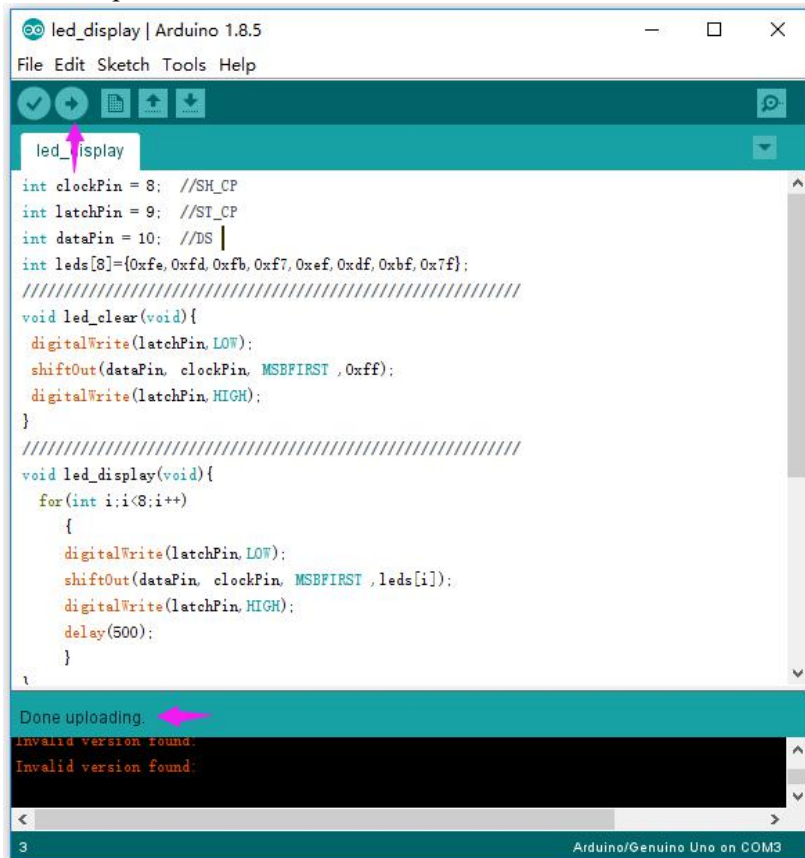 led_display | Arduino 1.8.5
File Edit Sketch Tools Help
led_display
int clockPin = 8;  //SH_CP
int latchPin = 9;  //ST_CP
int dataPin = 10;  //DS
int leds[8]={0xfe,0xfd,0xfb,0xf7,0xef,0xdf,0xbf,0x7f};
////////////////////////////////////////////////////////////
void led_clear(void){
digitalWrite(latchPin,LOW);
shiftOut(dataPin, clockPin, MSBFIRST ,0xff);
digitalWrite(latchPin,HIGH);
}
////////////////////////////////////////////////////////////
void led_display(void){
for(int i;i<8;i++)
{
digitalWrite(latchPin,LOW);
shiftOut(dataPin, clockPin, MSBFIRST ,leds[i]);
digitalWrite(latchPin,HIGH);
delay(500);
}
Done uploading.
Invalid version found:
Invalid version found:
3
Arduino/Genuino Uno on COM3